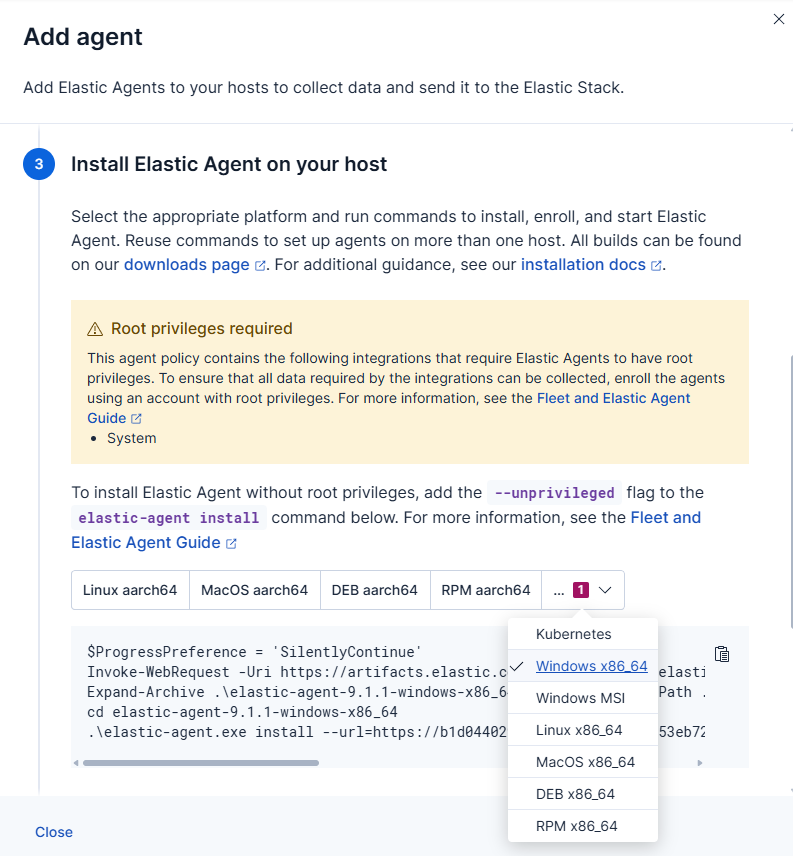 Add agent
Add Elastic Agents to your hosts to collect data and send it to the Elastic Stack.
3
Install Elastic Agent on your host
Select the appropriate platform and run commands to install, enroll, and start Elastic
Agent. Reuse commands to set up agents on more than one host. All builds can be found
on our downloads page. For additional guidance, see our installation docs.
Root privileges required
This agent policy contains the following integrations that require Elastic Agents to have root
privileges. To ensure that all data required by the integrations can be collected, enroll the agents
using an account with root privileges. For more information, see the Fleet and Elastic Agent
Guide
• System
To install Elastic Agent without root privileges, add the --unprivileged flag to the
elastic-agent install command below. For more information, see the Fleet and
Elastic Agent Guide
Linux aarch64 MacOS aarch64 DEB aarch64 RPM aarch64 ... 1
Kubernetes
Windows x86_64
Windows MSI
Linux x86_64
MacOS x86_64
DEB x86_64
RPM x86_64
$ProgressPreference = 'SilentlyContinue'
Invoke-WebRequest -Uri https://artifacts.elastic.c elasti
Expand-Archive .\elastic-agent-9.1.1-windows-x86_6 Path .
cd elastic-agent-9.1.1-windows-x86_64
.\elastic-agent.exe install --url=https://b1d04402 53eb72
Close